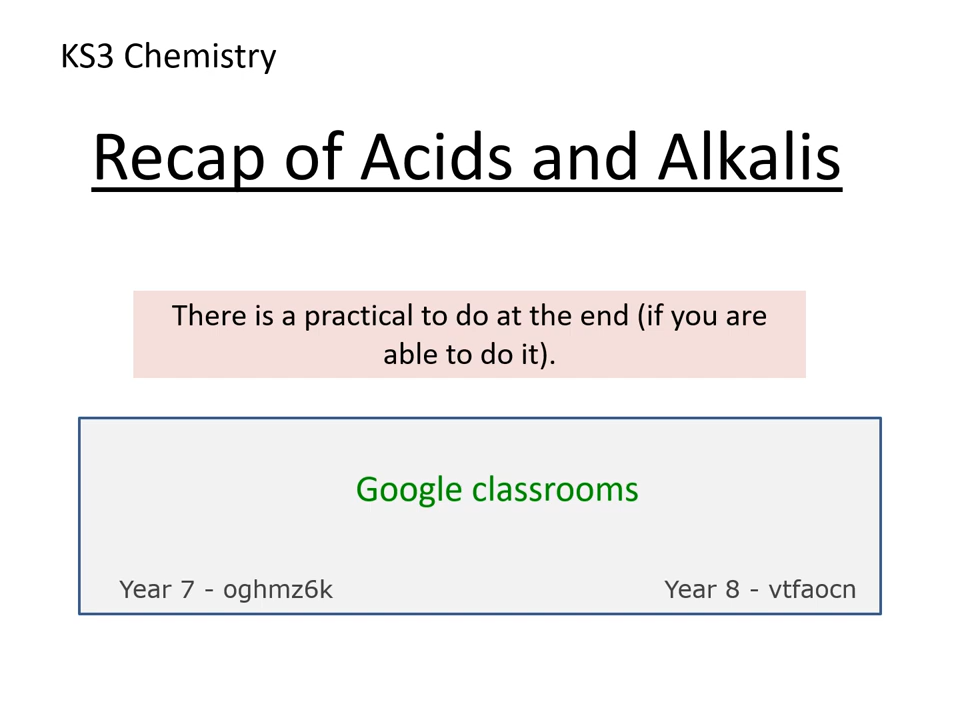 KS3 Chemistry
Recap of Acids and Alkalis
There is a practical to do at the end (if you are
able to do it).
Google classrooms
Year 7 - oghmz6k
Year 8 - vtfaocn